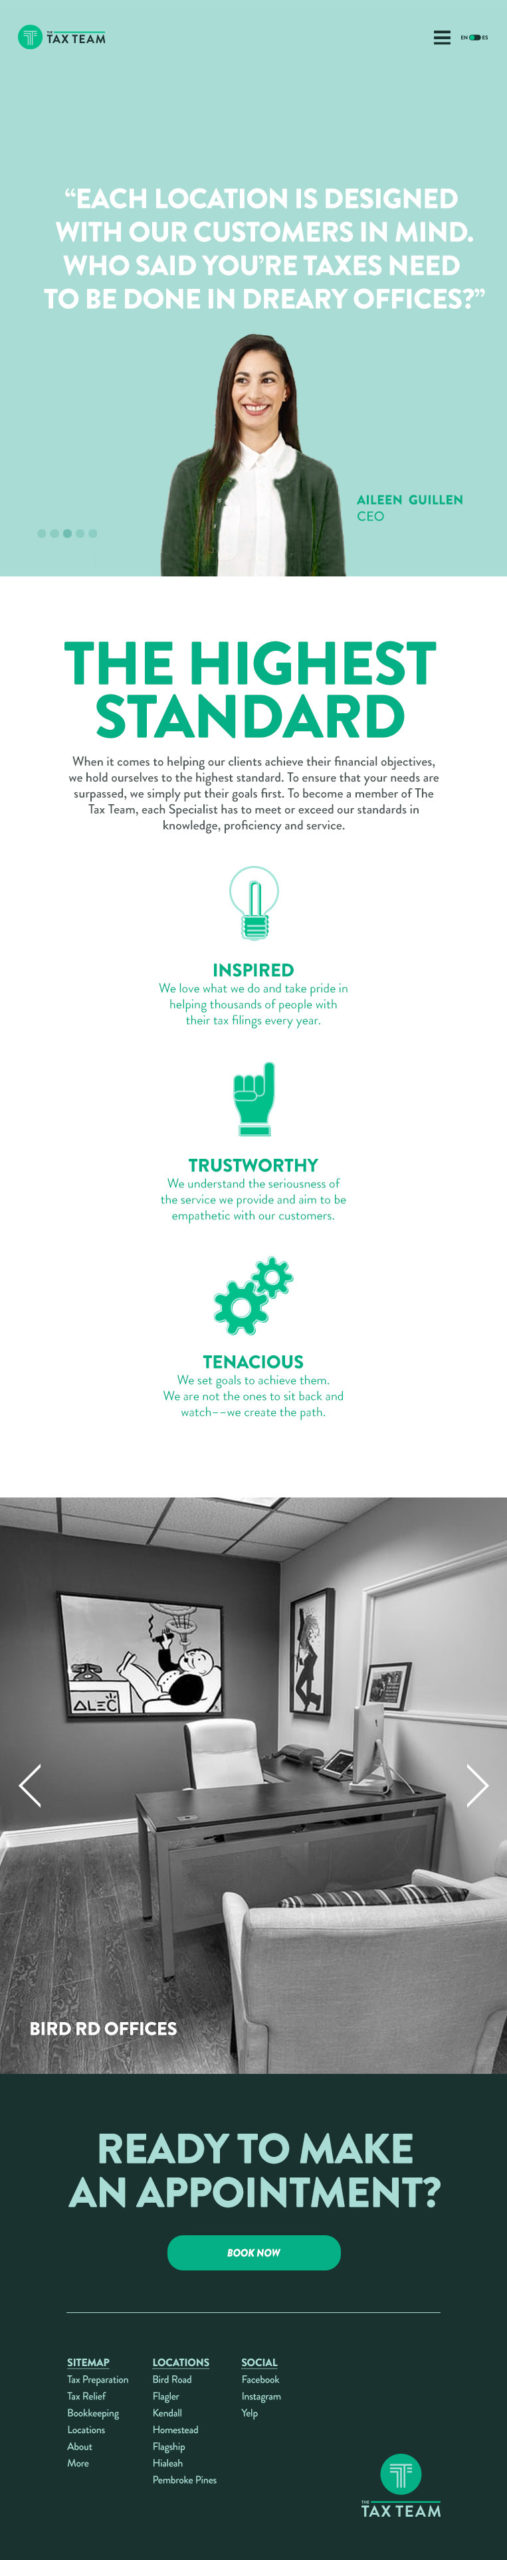 THE
TAX TEAM
EN ES
“EACH LOCATION IS DESIGNED
WITH OUR CUSTOMERS IN MIND.
WHO SAID YOU’RE TAXES NEED
TO BE DONE IN DREARY OFFICES?”
AILEEN GUILLEN
CEO
THE HIGHEST
STANDARD
When it comes to helping our clients achieve their financial objectives,
we hold ourselves to the highest standard. To ensure that your needs are
surpassed, we simply put their goals first. To become a member of The
Tax Team, each Specialist has to meet or exceed our standards in
knowledge, proficiency and service.
INSPIRED
We love what we do and take pride in
helping thousands of people with
their tax filings every year.
TRUSTWORTHY
We understand the seriousness of
the service we provide and aim to be
empathetic with our customers.
TENACIOUS
We set goals to achieve them.
We are not the ones to sit back and
watch––we create the path.
ALEC
BIRD RD OFFICES
READY TO MAKE
AN APPOINTMENT?
BOOK NOW
SITEMAP
Tax Preparation
Tax Relief
Bookkeeping
Locations
About
More
LOCATIONS
Bird Road
Flagler
Kendall
Homestead
Flagship
Hialeah
Pembroke Pines
SOCIAL
Facebook
Instagram
Yelp
THE
TAX TEAM